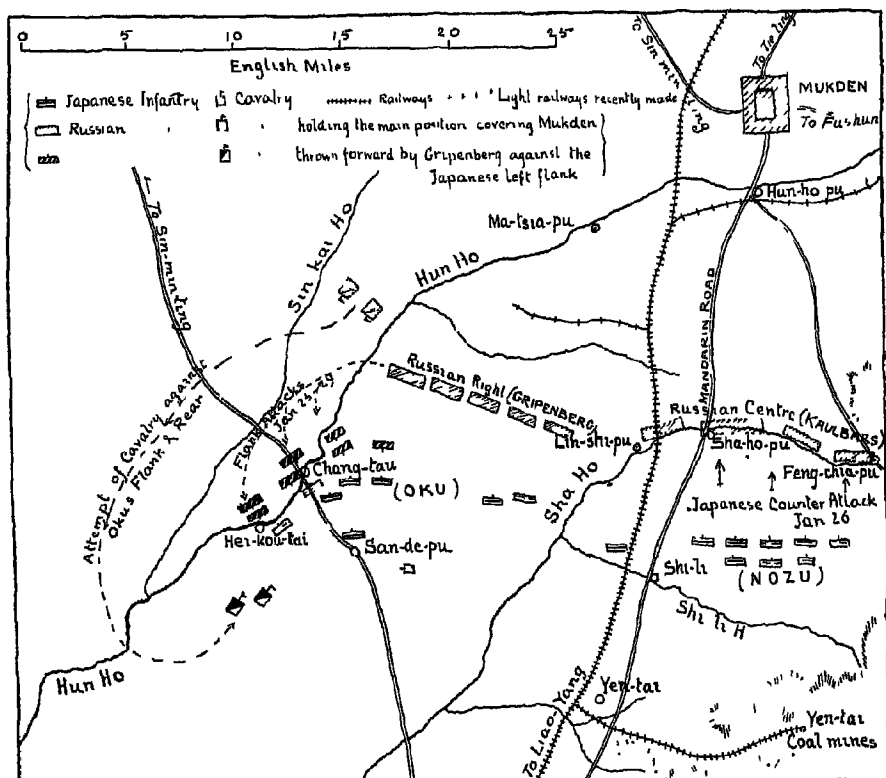 0 5 10 15 20 25
English Miles
Japanese Infantry Cavalry Railways Light railways recently made
Russian holding the main position covering Mukden
thrown forward by Gripenberg against the
Japanese Left flank
To Sin-min ting
To Tie ling
MUKDEN
To Fushun
Hun-ho pu
Ma-tsia-pu
Hun Ho
Sin kai Ho
To Sin-minting
MANDARIN ROAD
Attempt of Cavalry against
Okus Flank & Rear
Flank Attacks
Jan 25-29
Russian Right (GRIPENBERG)
Russian Centre (KAULBARS)
Lih-shi-pu
Sha-ho-pu
Feng-chia-pu
Chang-tau
(OKU)
Sha Ho
Japanese Counter Attack
Jan 26
Hei-kou-tai
San-de-pu
Shi-li
(NOZU)
Shi li H
Hun Ho
Yen-tai
To Liao-Yang
Yen-tai
Coal mines